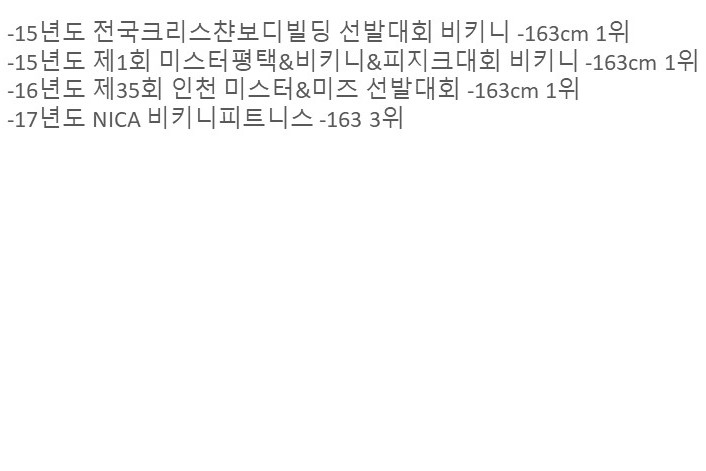 -15년도 전국크리스챤보디빌딩 선발대회 비키니 -163cm 1위
-15년도 제1회 미스터평택&비키니&피지크대회 비키니 -163cm 1위
-16년도 제35회 인천 미스터&미즈 선발대회 -163cm 1위
-17년도 NICA 비키니피트니스 -163 3위